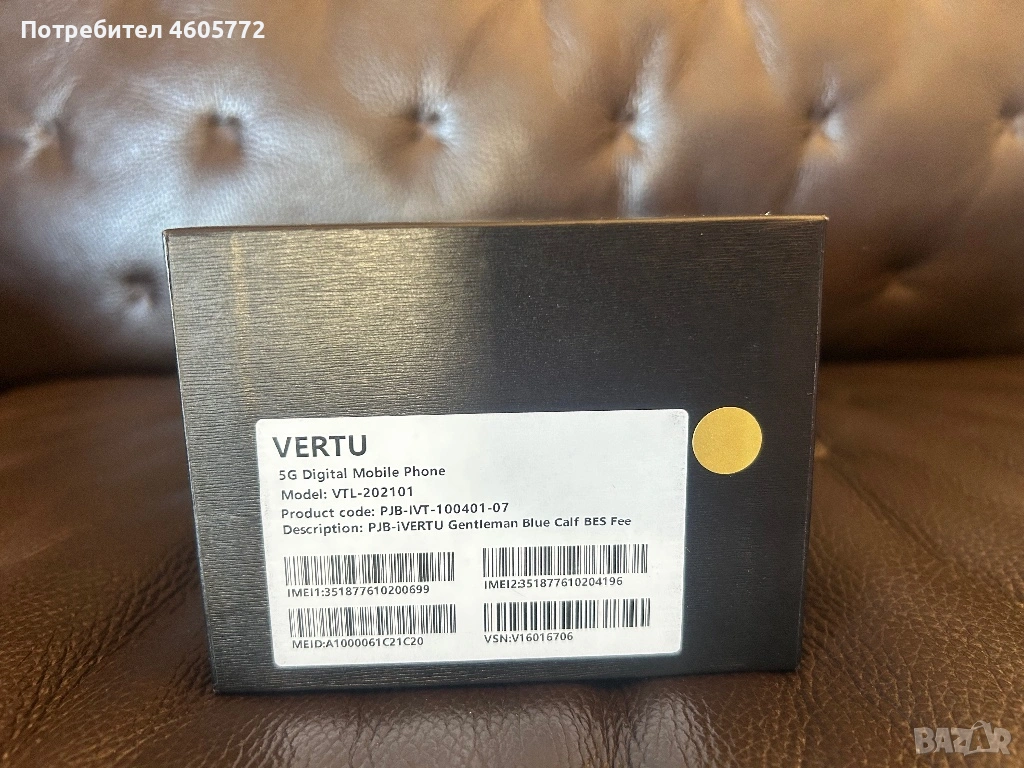 Потребител 4605772
VERTU
5G Digital Mobile Phone
Model: VTL-202101
Product code: PJB-IVT-100401-07
Description: PJB-iVERTU Gentleman Blue Calf BES Fee
IMEI1:351877610200699
IMEI2:351877610204196
MEID:A1000061C21C20
VSN:V16016706
BAZAR